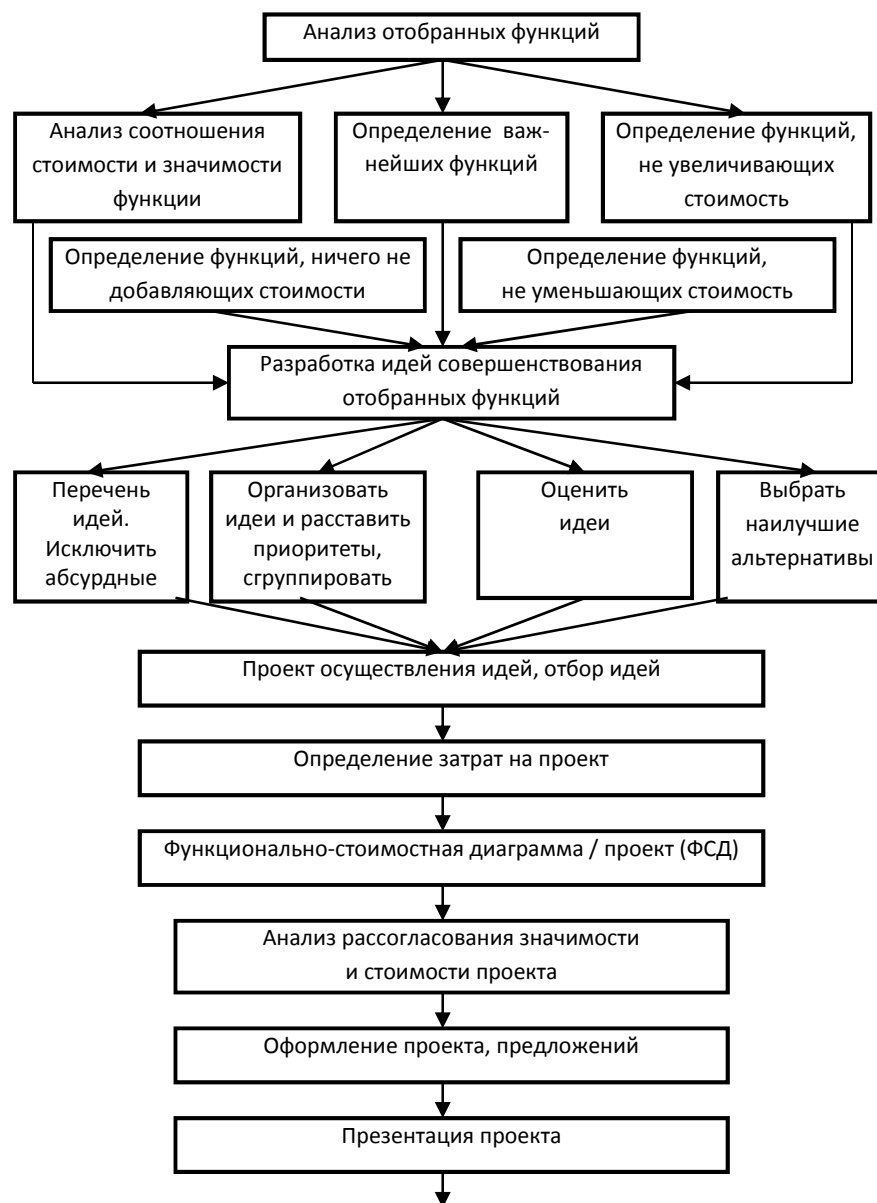 Анализ отобранных функций
Анализ соотношения
стоимости и значимости
функции
Определение важ-
нейших функций
Определение функций,
не увеличивающих
стоимость
Определение функций, ничего не
добавляющих стоимости
Определение функций,
не уменьшающих стоимость
Разработка идей совершенствования
отобранных функций
Перечень
идей.
Исключить
абсурдные
Организовать
идеи и расставить
приоритеты,
сгруппировать
Оценить
идеи
Выбрать
наилучшие
альтернативы
Проект осуществления идей, отбор идей
Определение затрат на проект
Функционально-стоимостная диаграмма / проект (ФСД)
Анализ рассогласования значимости
и стоимости проекта
Оформление проекта, предложений
Презентация проекта